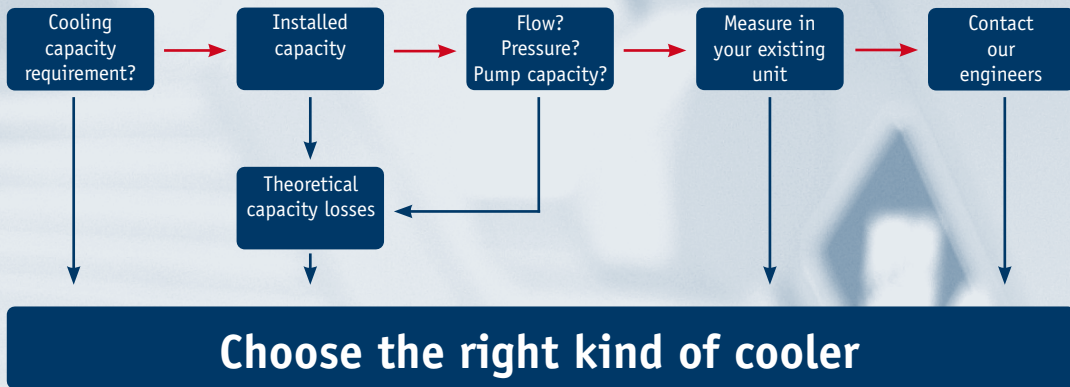 Cooling
capacity
requirement?
Installed
capacity
Flow?
Pressure?
Pump capacity?
Measure in
your existing
unit
Contact
our
engineers
Theoretical
capacity losses
Choose the right kind of cooler